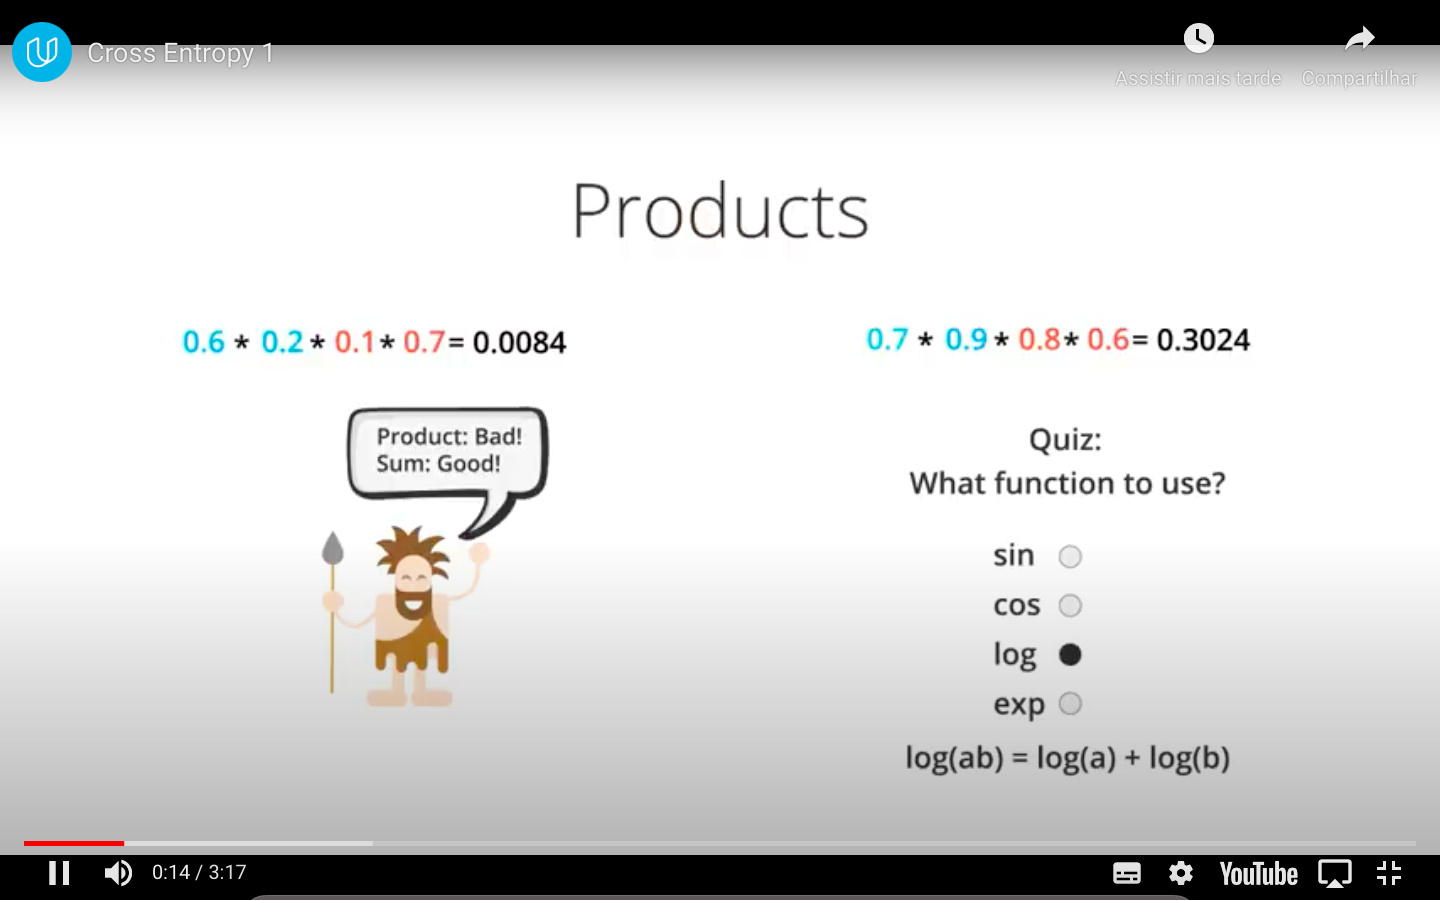 Cross Entropy 1
Assistir mais tarde
Compartilhar
Products
0.6 * 0.2 * 0.1 * 0.7 = 0.0084
0.7 * 0.9 * 0.8 * 0.6 = 0.3024
Product: Bad!
Sum: Good!
Quiz:
What function to use?
sin
cos
log
exp
log(ab) = log(a) + log(b)
0:14 / 3:17
YouTube